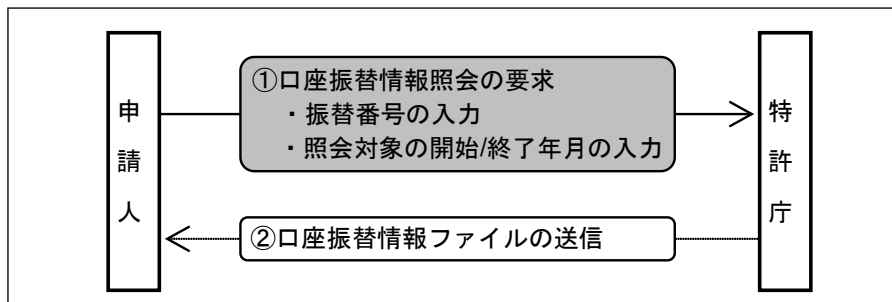 申請人
①口座振替情報照会の要求
・振替番号の入力
・照会対象の開始/終了年月の入力
特許庁
②口座振替情報ファイルの送信